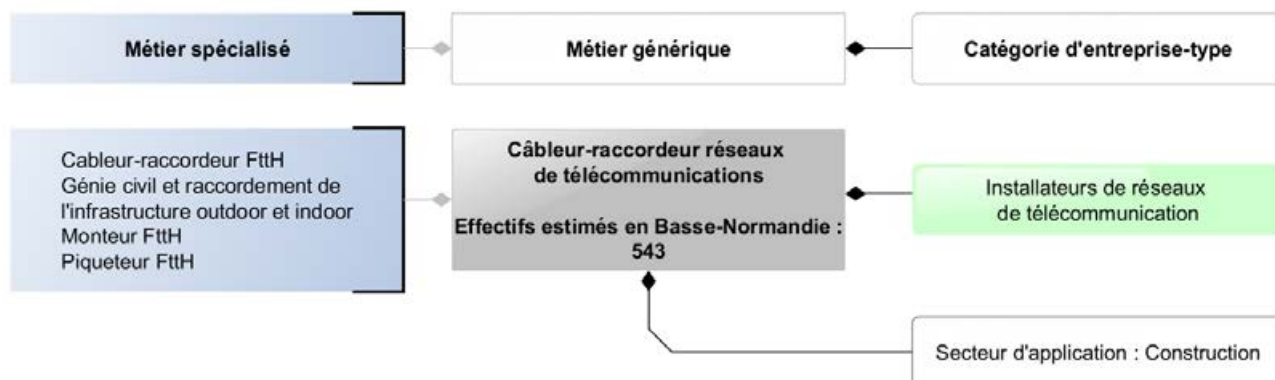 Métier spécialisé
Métier générique
Catégorie d'entreprise-type
Cableur-raccordeur FttH
Génie civil et raccordement de
l'infrastructure outdoor et indoor
Monteur FttH
Piqueteur FttH
Câbleur-raccordeur réseaux
de télécommunications
Effectifs estimés en Basse-Normandie :
543
Installateurs de réseaux
de télécommunication
Secteur d'application : Construction